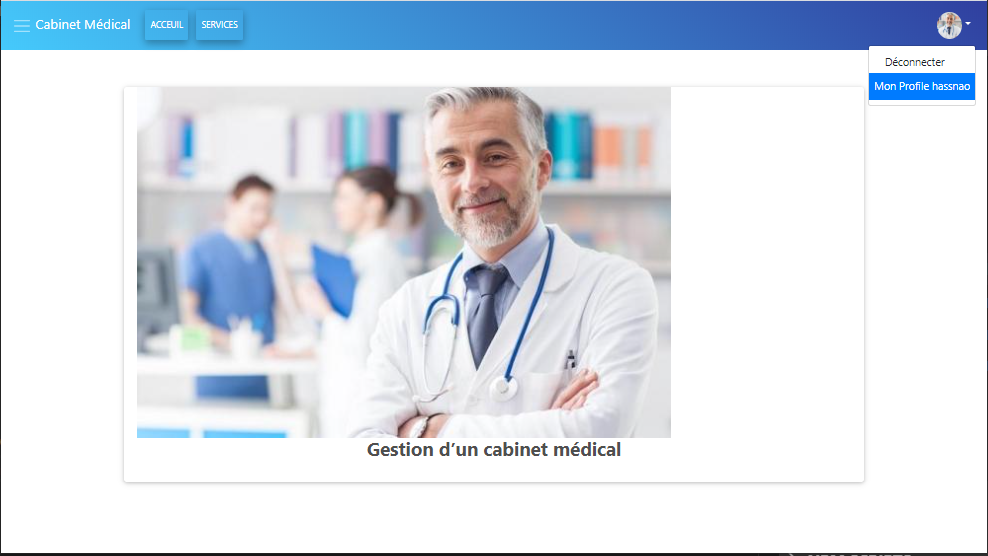 Cabinet Médical
ACCEUIL
SERVICES
Déconnecter
Mon Profile hassnao
Gestion d’un cabinet médical